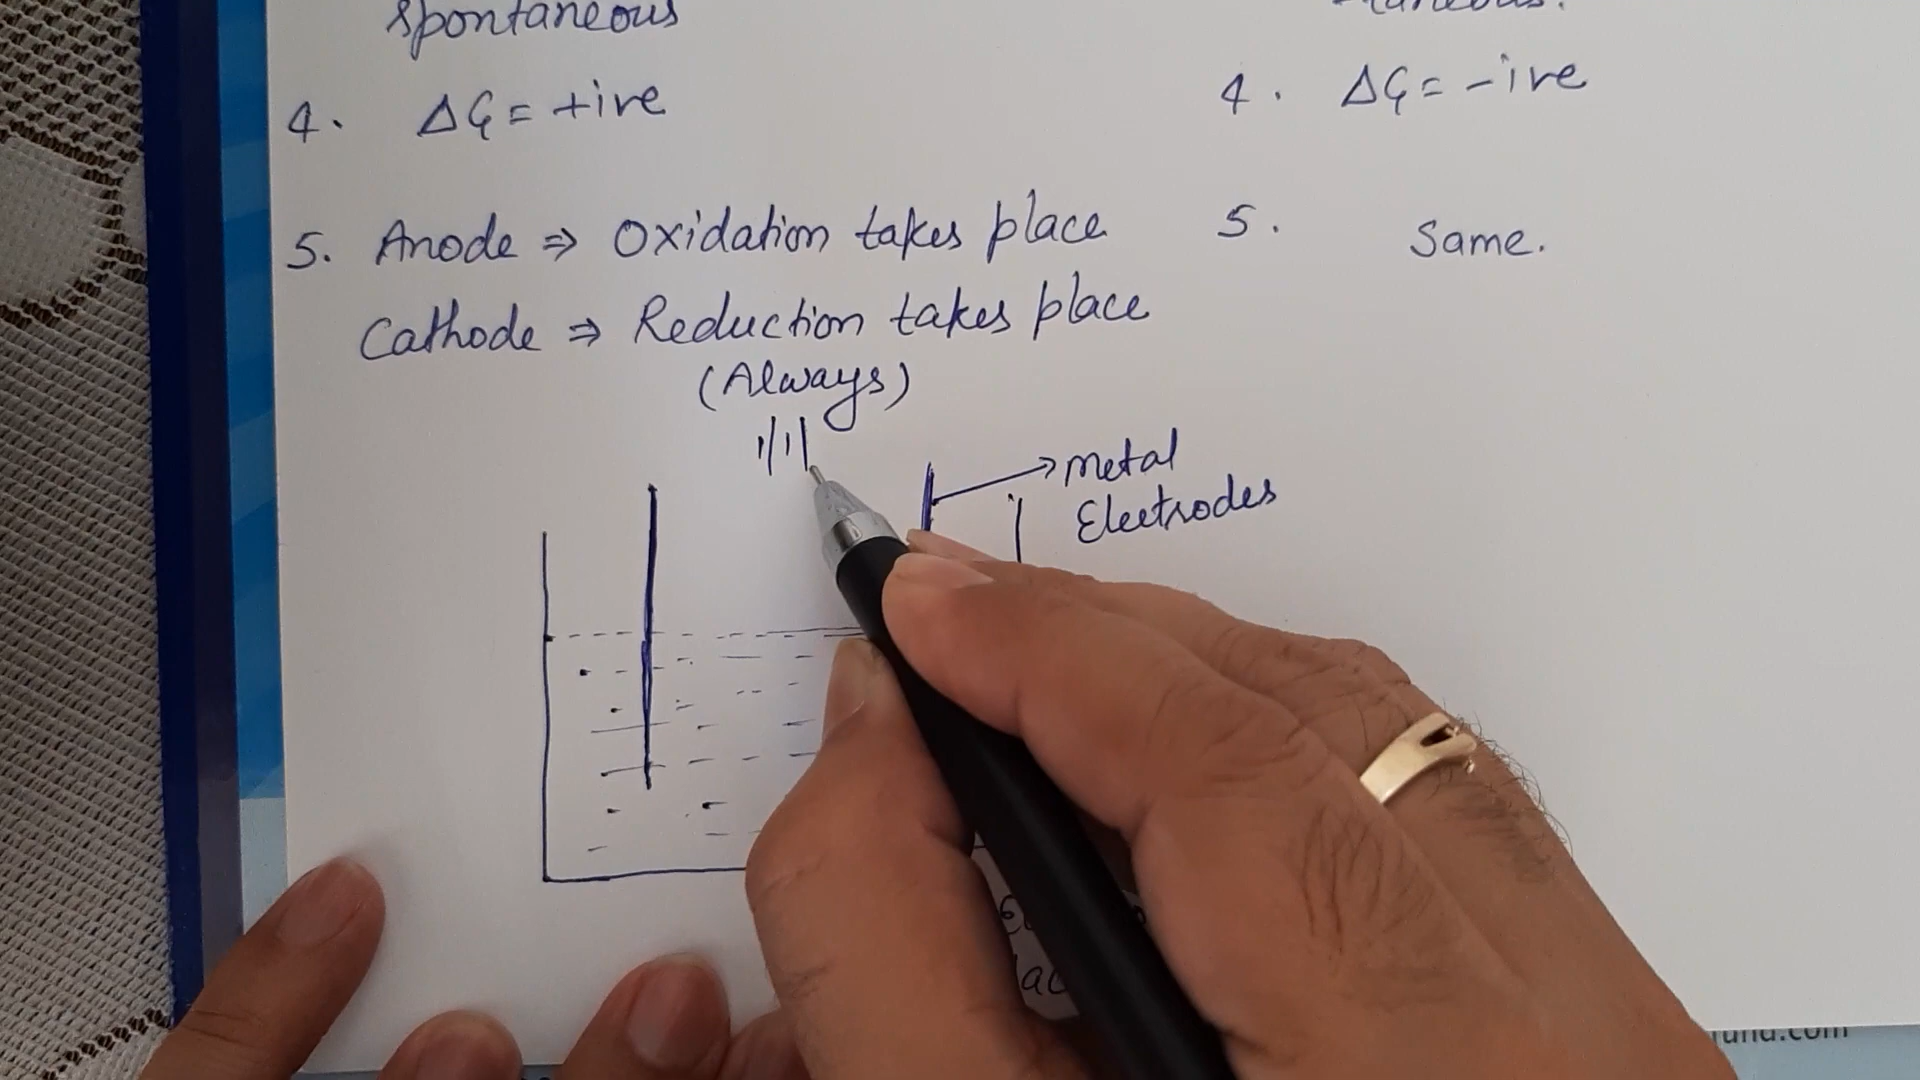 spontaneous
4. ΔG = +ive
5. Anode ⇒ Oxidation takes place
Cathode ⇒ Reduction takes place
(Always)
4. ΔG = -ive
5. Same.
Metal
Electrodes